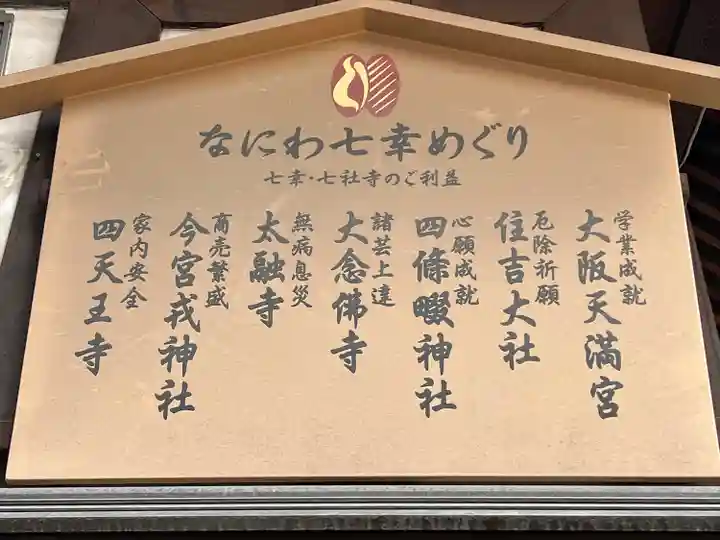 なにわ七幸めぐり
七幸・七社寺のご利益
学業成就
大阪天満宮
厄除祈願
住吉大社
心願成就
四條畷神社
諸芸上達
大念佛寺
無病息災
太融寺
商売繁盛
今宮戎神社
家内安全
四天王寺